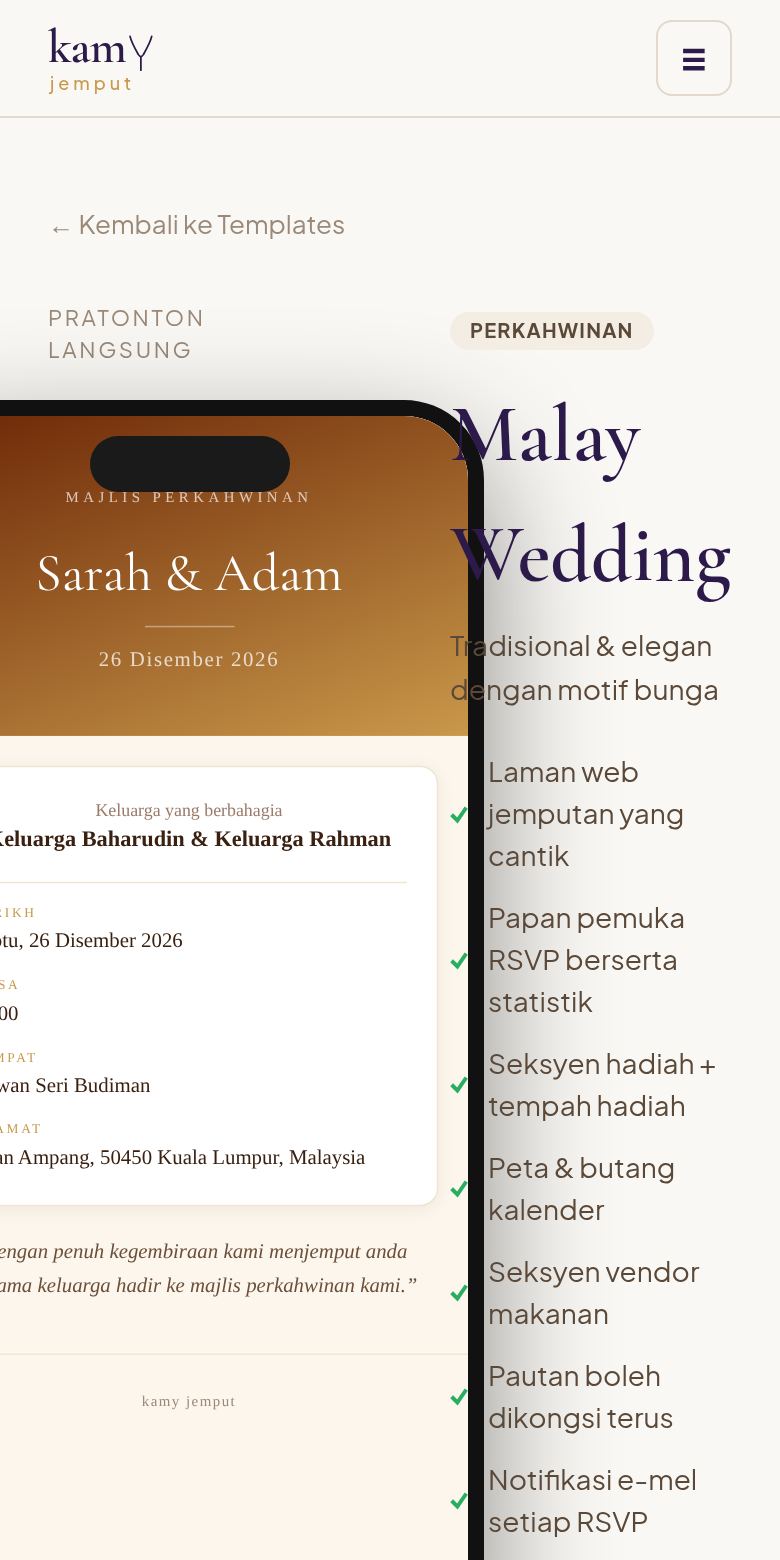 kamy
jemput
← Kembali ke Templates
PRATONTON
LANGSUNG
MAJLIS PERKAHWINAN
Sarah & Adam
26 Disember 2026
Keluarga yang berbahagia
Keluarga Baharudin & Keluarga Rahman
26 Disember 2026
00
Seri Budiman
Ampang, 50450 Kuala Lumpur, Malaysia
penuh kegembiraan kami menjemput anda
keluarga hadir ke majlis perkahwinan kami.”
kamy jemput
PERKAHWINAN
Malay
Wedding
Tradisional & elegan
dengan motif bunga
Laman web
jemputan yang
cantik
Papan pemuka
RSVP berserta
statistik
Seksyen hadiah +
tempah hadiah
Peta & butang
kalender
Seksyen vendor
makanan
Pautan boleh
dikongsi terus
Notifikasi e-mel
setiap RSVP